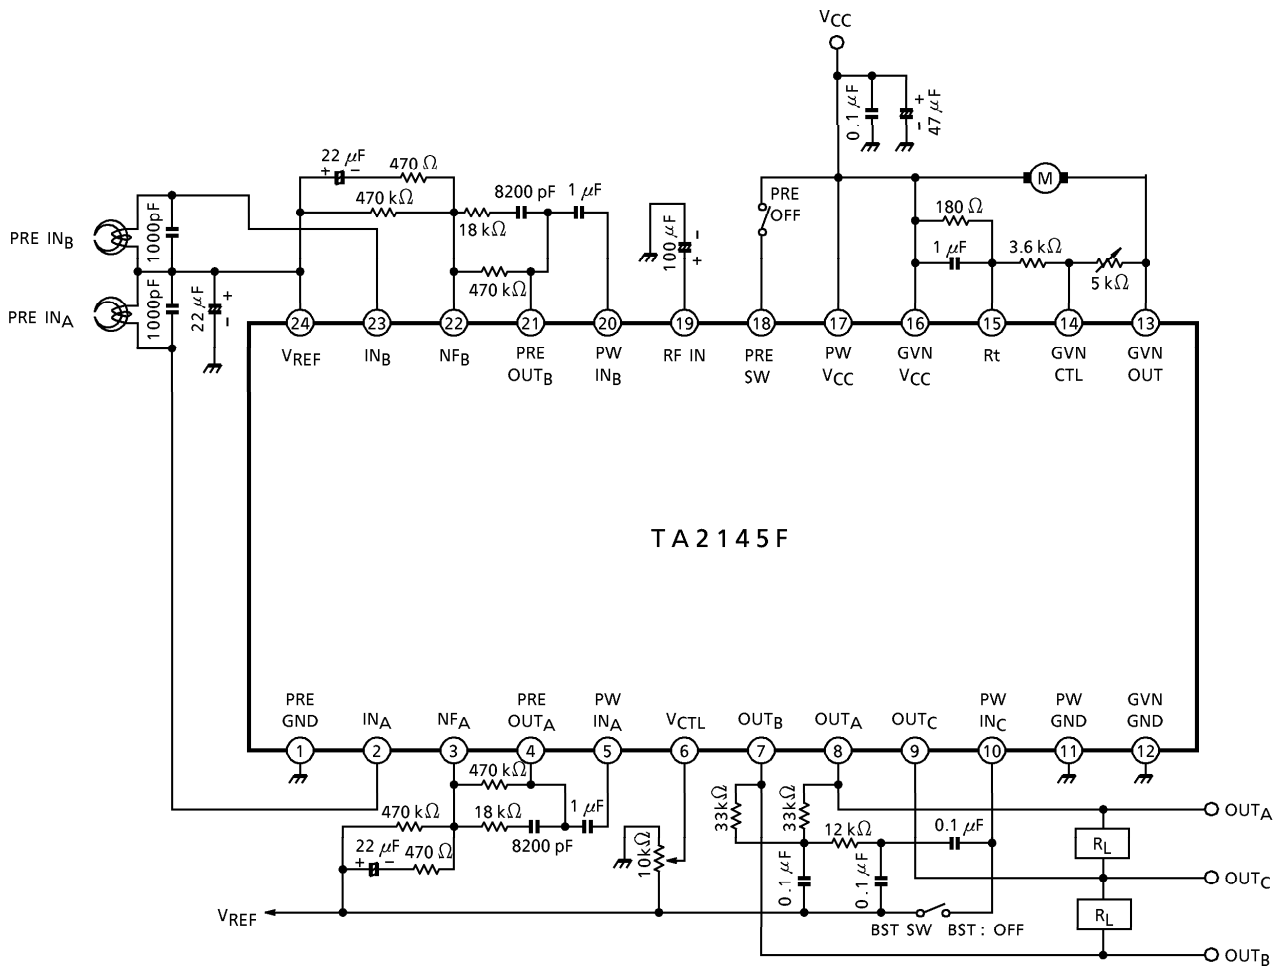 VCC
0.1 μF
+
-
47 μF
22 μF
+ -
470 Ω
470 kΩ
18 kΩ
8200 pF
1 μF
470 kΩ
PRE INB
1000pF
PRE INA
1000pF
22 μF
+
-
100 μF
-
+
PRE
OFF
M
180 Ω
1 μF
3.6 kΩ
5 kΩ
24 23 22 21 20 19 18 17 16 15 14 13
VREF
INB
NFB
PRE
OUTB
PW
INB
RF IN
PRE
SW
PW
VCC
GVN
VCC
Rt
GVN
CTL
GVN
OUT
TA2145F
PRE
GND
INA
NFA
PRE
OUTA
PW
INA
VCTL
OUTB
OUTA
OUTC
PW
INC
PW
GND
GVN
GND
1 2 3 4 5 6 7 8 9 10 11 12
470 kΩ
470 kΩ
18 kΩ
1 μF
8200 pF
22 μF
+ -
470 Ω
10kΩ
33kΩ
33kΩ
12 kΩ
0.1 μF
0.1 μF
0.1 μF
VREF
BST SW
BST : OFF
RL
RL
OUTA
OUTC
OUTB